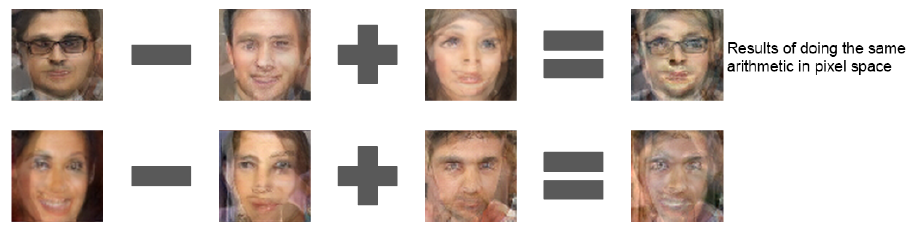 Results of doing the same
arithmetic in pixel space